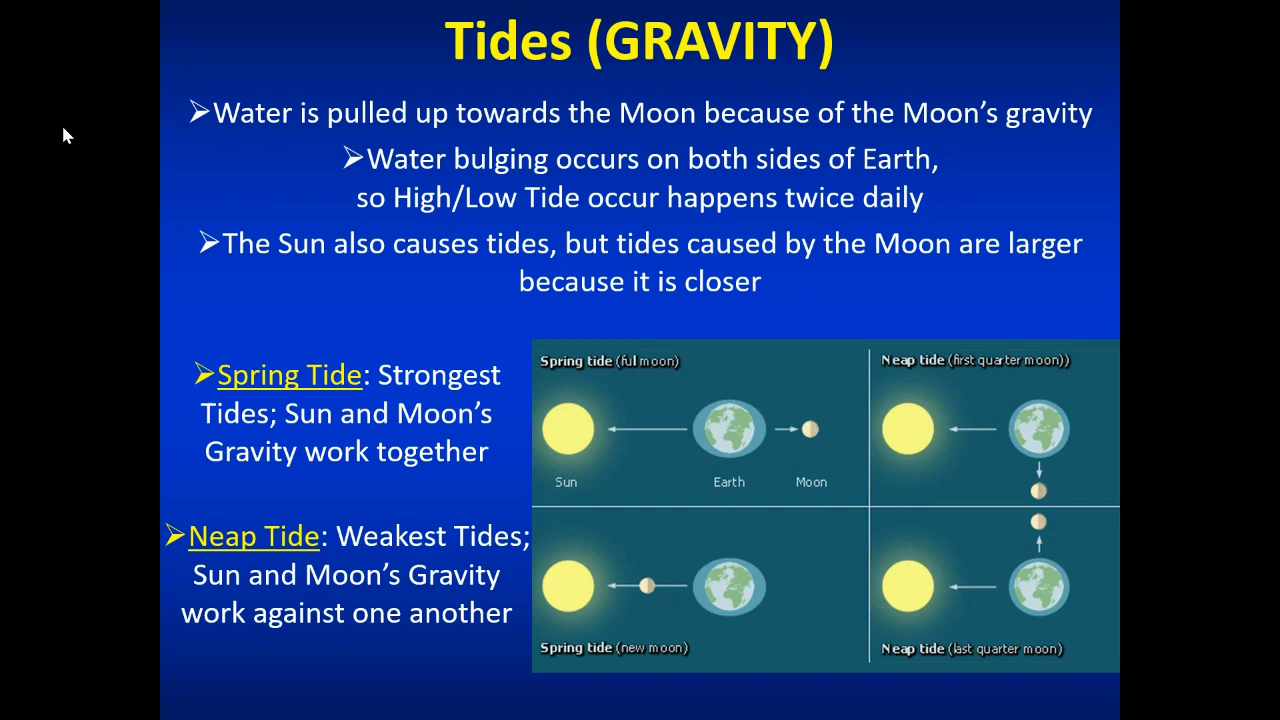 Tides (GRAVITY)
➢Water is pulled up towards the Moon because of the Moon’s gravity
➢Water bulging occurs on both sides of Earth,
so High/Low Tide occur happens twice daily
➢The Sun also causes tides, but tides caused by the Moon are larger
because it is closer
➢Spring Tide: Strongest
Tides; Sun and Moon’s
Gravity work together
➢Neap Tide: Weakest Tides;
Sun and Moon’s Gravity
work against one another
Spring tide (full moon)
Sun
Earth
Moon
Neap tide (first quarter moon))
Spring tide (new moon)
Neap tide (last quarter moon)